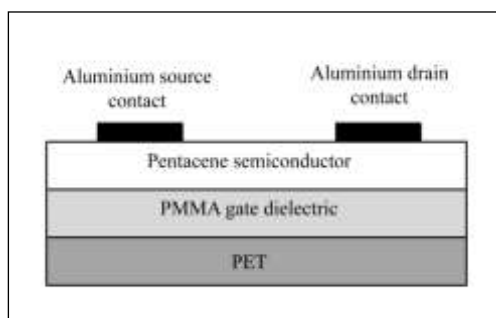 Aluminium source
contact
Aluminium drain
contact
Pentacene semiconductor
PMMA gate dielectric
PET